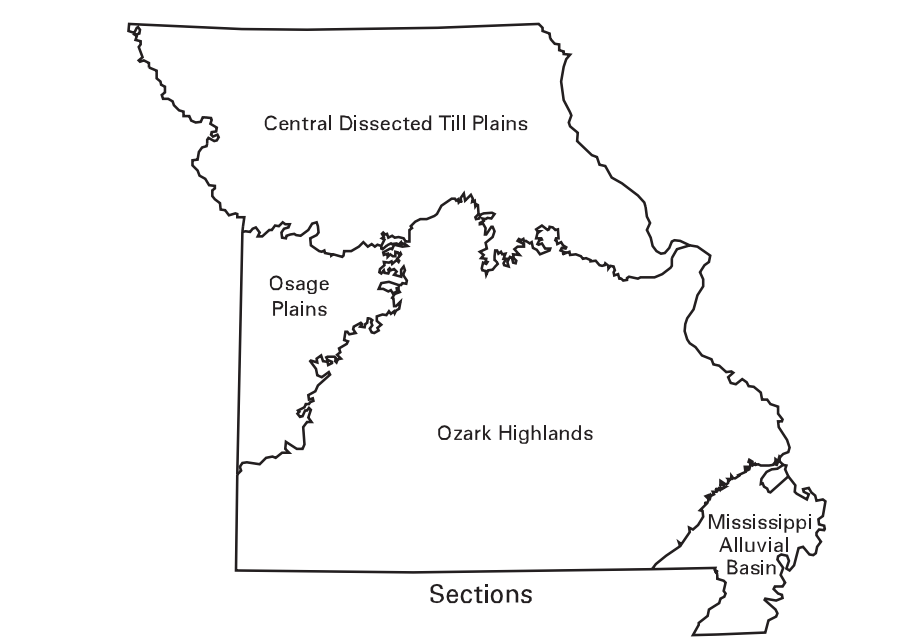 Central Dissected Till Plains
Osage
Plains
Ozark Highlands
Mississippi
Alluvial
Basin
Sections